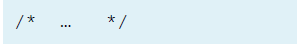 /*  …   */